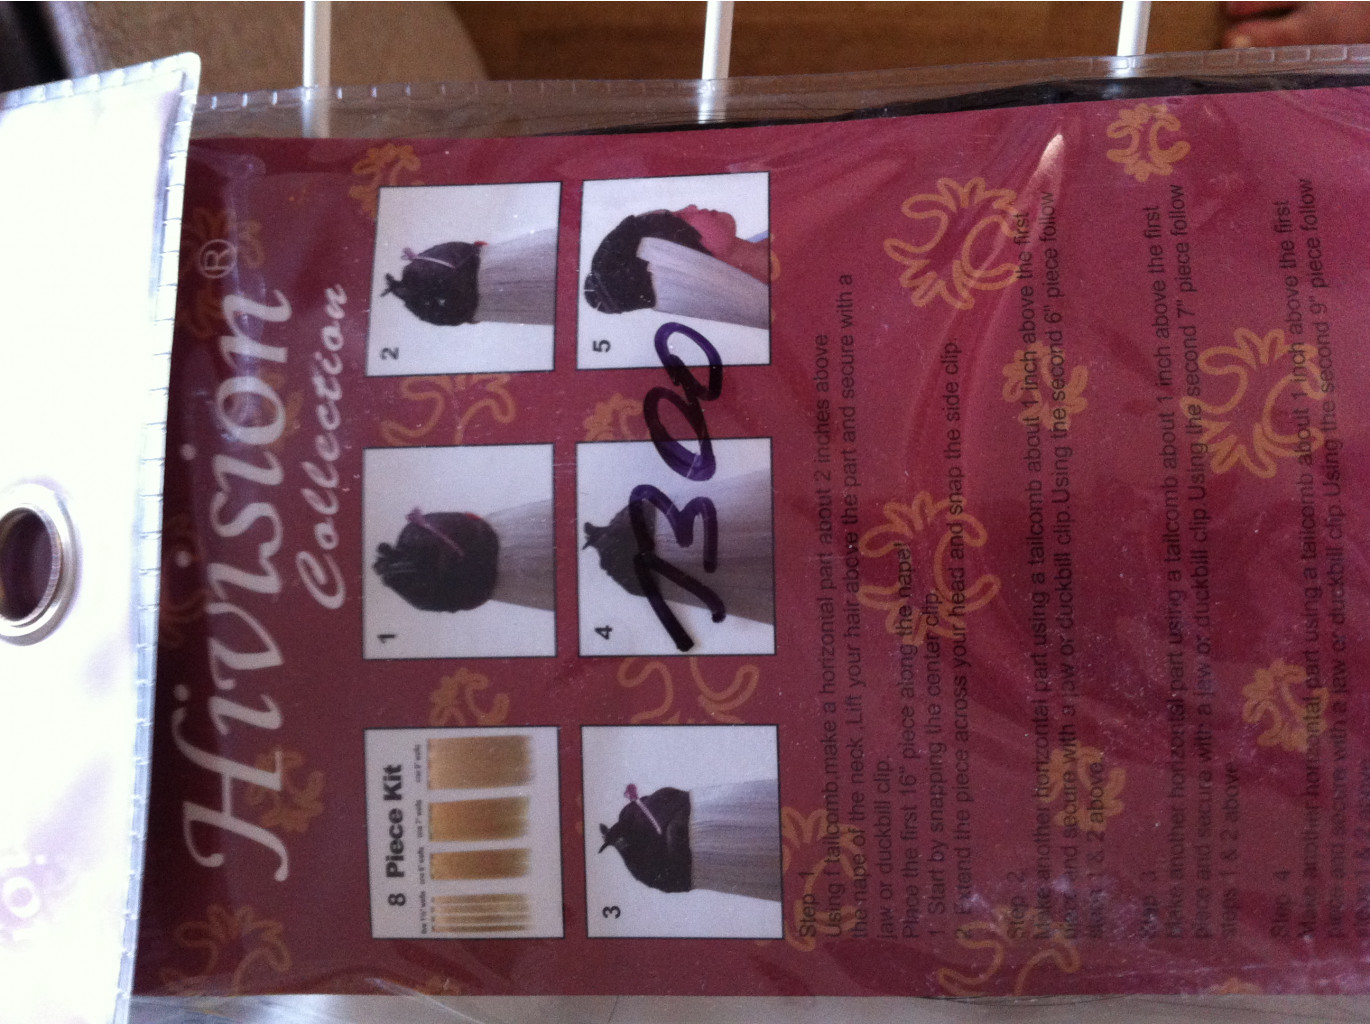 Hivision®
Collection
8 Piece Kit
1
2
3
4
5
1300
Step 1
Using f tailcomb,make a horizonal part about 2 inches above
the nape of the neck ,Lift your hair above the part and secure with a
jaw or duckbill clip.
Place the first 16" piece along the nape!
1. Start by snapping the center clip.
2. Extend the piece across your head and snap the side clip
Step 2
Make another horizontal part using a tailcomb about 1 inch above the first
piece and secure with a jaw or duckbill clip.Using the second 6" piece follow
steps 1 & 2 above.
Step 3
Make another horizontal part using a tailcomb about 1 inch above the first
piece and secure with a jaw or duckbill clip.Using the second 7" piece follow
steps 1 & 2 above
Step 4
Make another horizontal part using a tailcomb about 1 inch above the first
piece and secure with a jaw or duckbill clip.Using the second 9" piece follow